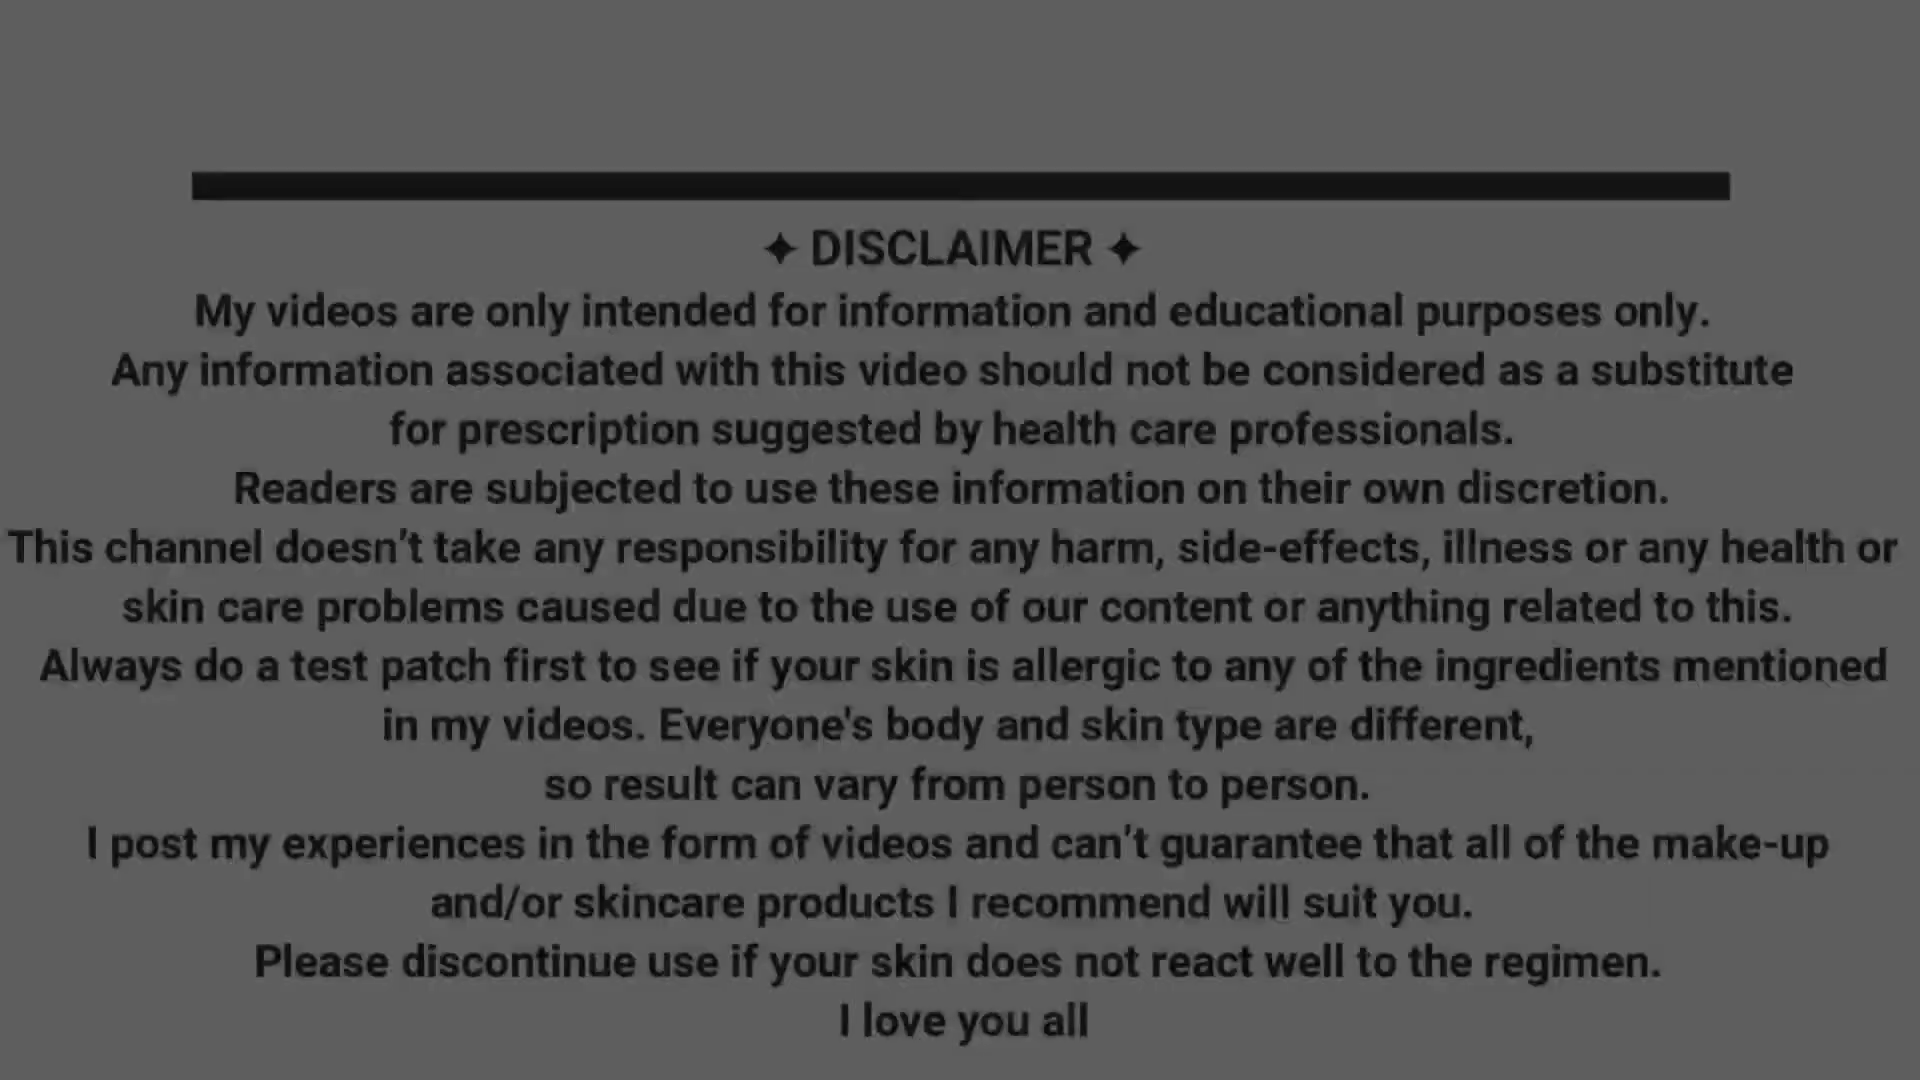 ✦ DISCLAIMER ✦
My videos are only intended for information and educational purposes only.
Any information associated with this video should not be considered as a substitute
for prescription suggested by health care professionals.
Readers are subjected to use these information on their own discretion.
This channel doesn't take any responsibility for any harm, side-effects, illness or any health or
skin care problems caused due to the use of our content or anything related to this.
Always do a test patch first to see if your skin is allergic to any of the ingredients mentioned
in my videos. Everyone's body and skin type are different,
so result can vary from person to person.
I post my experiences in the form of videos and can't guarantee that all of the make-up
and/or skincare products I recommend will suit you.
Please discontinue use if your skin does not react well to the regimen.
I love you all